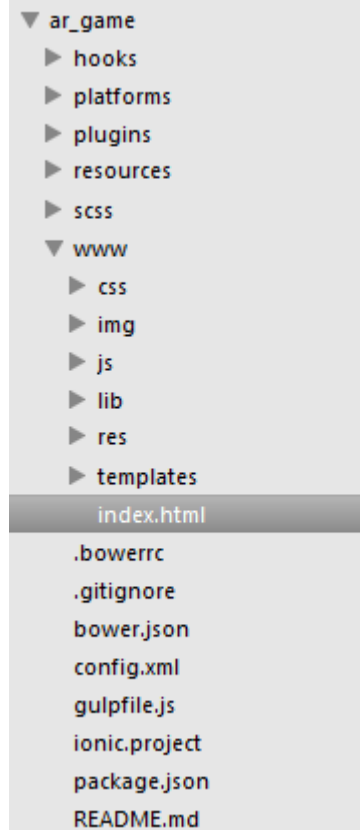 ar_game
hooks
platforms
plugins
resources
scss
www
css
img
js
lib
res
templates
index.html
.bowerrc
.gitignore
bower.json
config.xml
gulpfile.js
ionic.project
package.json
README.md